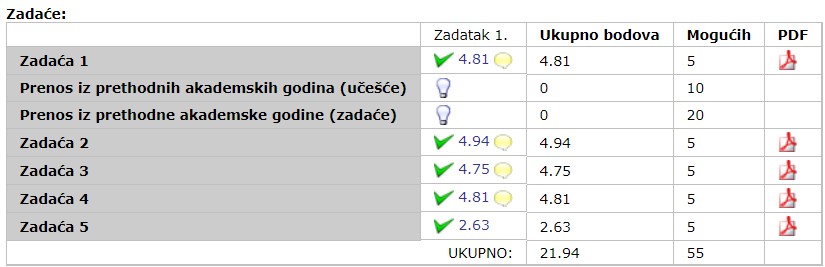 Zadaće:
Zadatak 1. Ukupno bodova Mogućih PDF
Zadaća 1 4.81 4.81 5
Prenos iz prethodnih akademskih godina (učešće) 0 10
Prenos iz prethodne akademske godine (zadaće) 0 20
Zadaća 2 4.94 4.94 5
Zadaća 3 4.75 4.75 5
Zadaća 4 4.81 4.81 5
Zadaća 5 2.63 2.63 5
UKUPNO: 21.94 55